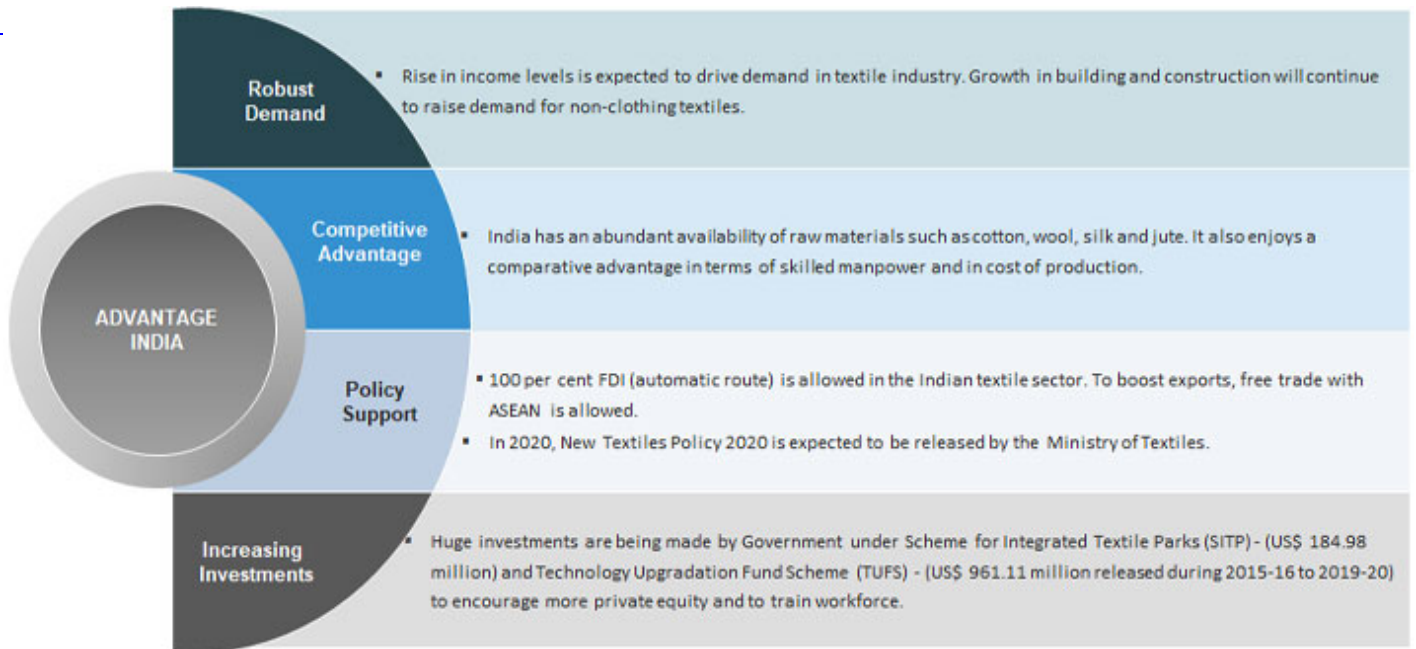 Robust
Demand
▪ Rise in income levels is expected to drive demand in textile industry. Growth in building and construction will continue
to raise demand for non-clothing textiles.
ADVANTAGE
INDIA
Competitive
Advantage
▪ India has an abundant availability of raw materials such as cotton, wool, silk and jute. It also enjoys a
comparative advantage in terms of skilled manpower and in cost of production.
Policy
Support
▪ 100 per cent FDI (automatic route) is allowed in the Indian textile sector. To boost exports, free trade with
ASEAN is allowed.
▪ In 2020, New Textiles Policy 2020 is expected to be released by the Ministry of Textiles.
Increasing
Investments
▪ Huge investments are being made by Government under Scheme for Integrated Textile Parks (SITP) - (US$ 184.98
million) and Technology Upgradation Fund Scheme (TUFS) - (US$ 961.11 million released during 2015-16 to 2019-20)
to encourage more private equity and to train workforce.